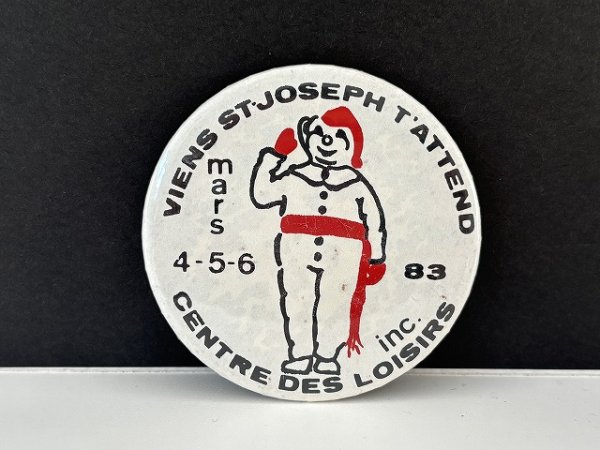 VIENS ST-JOSEPH T'ATTEND
mars
4-5-6
83
CENTRE DES LOISIRS inc.